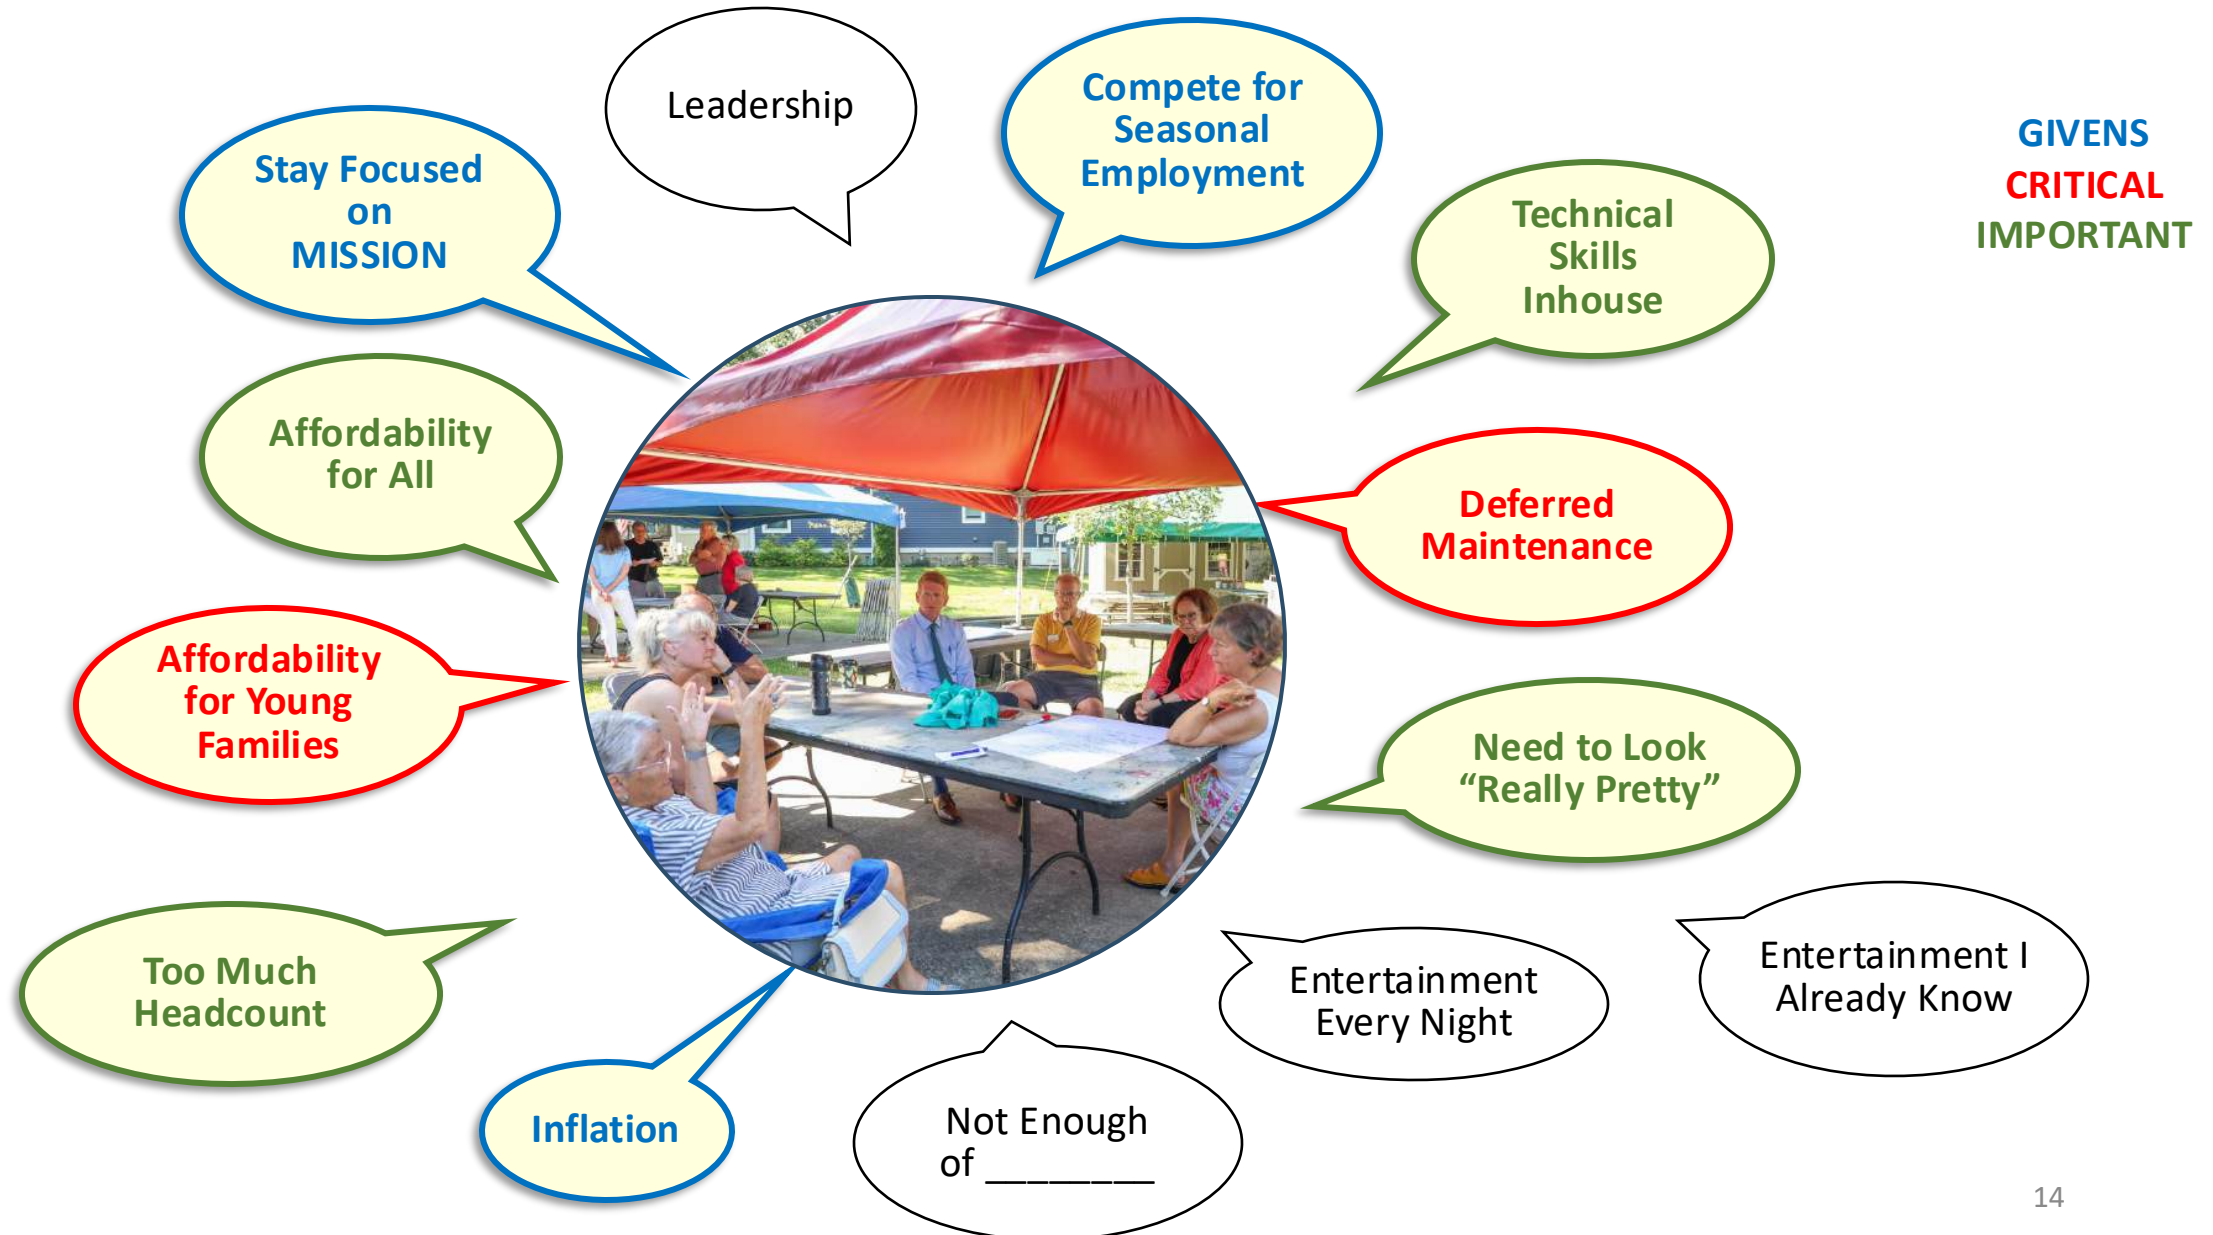 Leadership
Compete for
Seasonal
Employment
GIVENS
CRITICAL
IMPORTANT
Stay Focused
on
MISSION
Technical
Skills
Inhouse
Affordability
for All
Deferred
Maintenance
Affordability
for Young
Families
Need to Look
“Really Pretty”
Too Much
Headcount
Entertainment
Every Night
Entertainment I
Already Know
Inflation
Not Enough
of ________
14